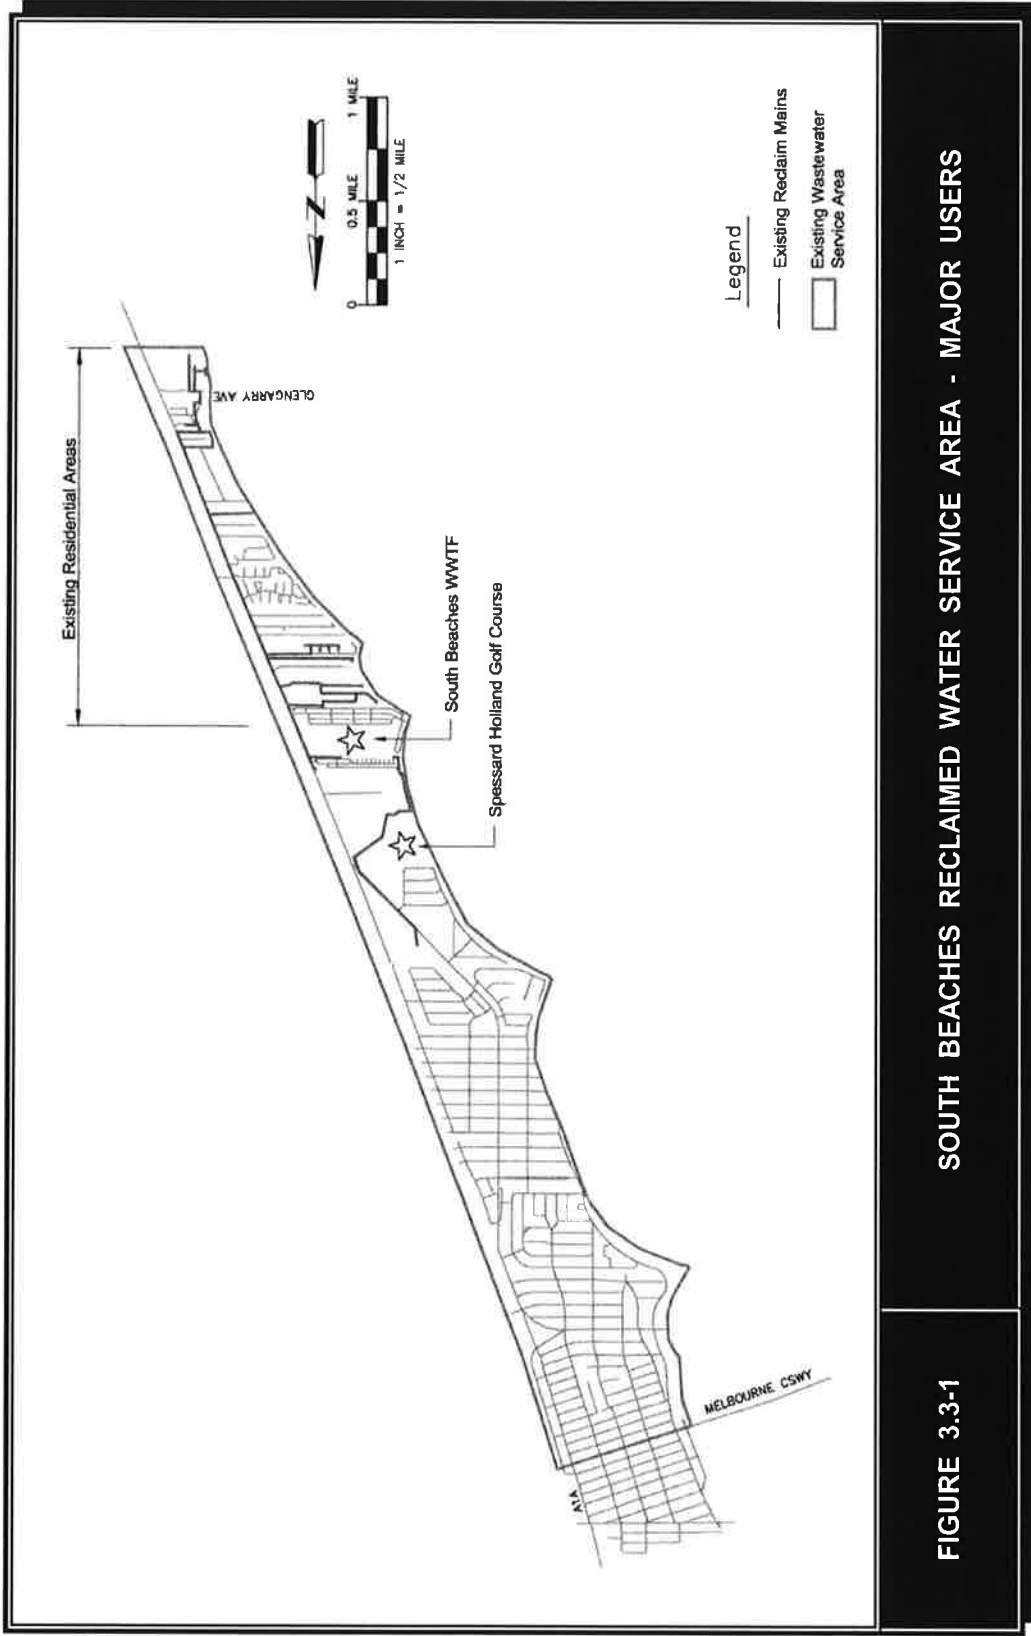 Existing Residential Areas
GLENGARRY AVE
South Beaches WWTF
Spessard Holland Golf Course
MELBOURNE CSWY
A1A
N
0 0.5 MILE 1 MILE
1 INCH = 1/2 MILE
Legend
Existing Reclaim Mains
Existing Wastewater
Service Area
FIGURE 3.3-1
SOUTH BEACHES RECLAIMED WATER SERVICE AREA - MAJOR USERS